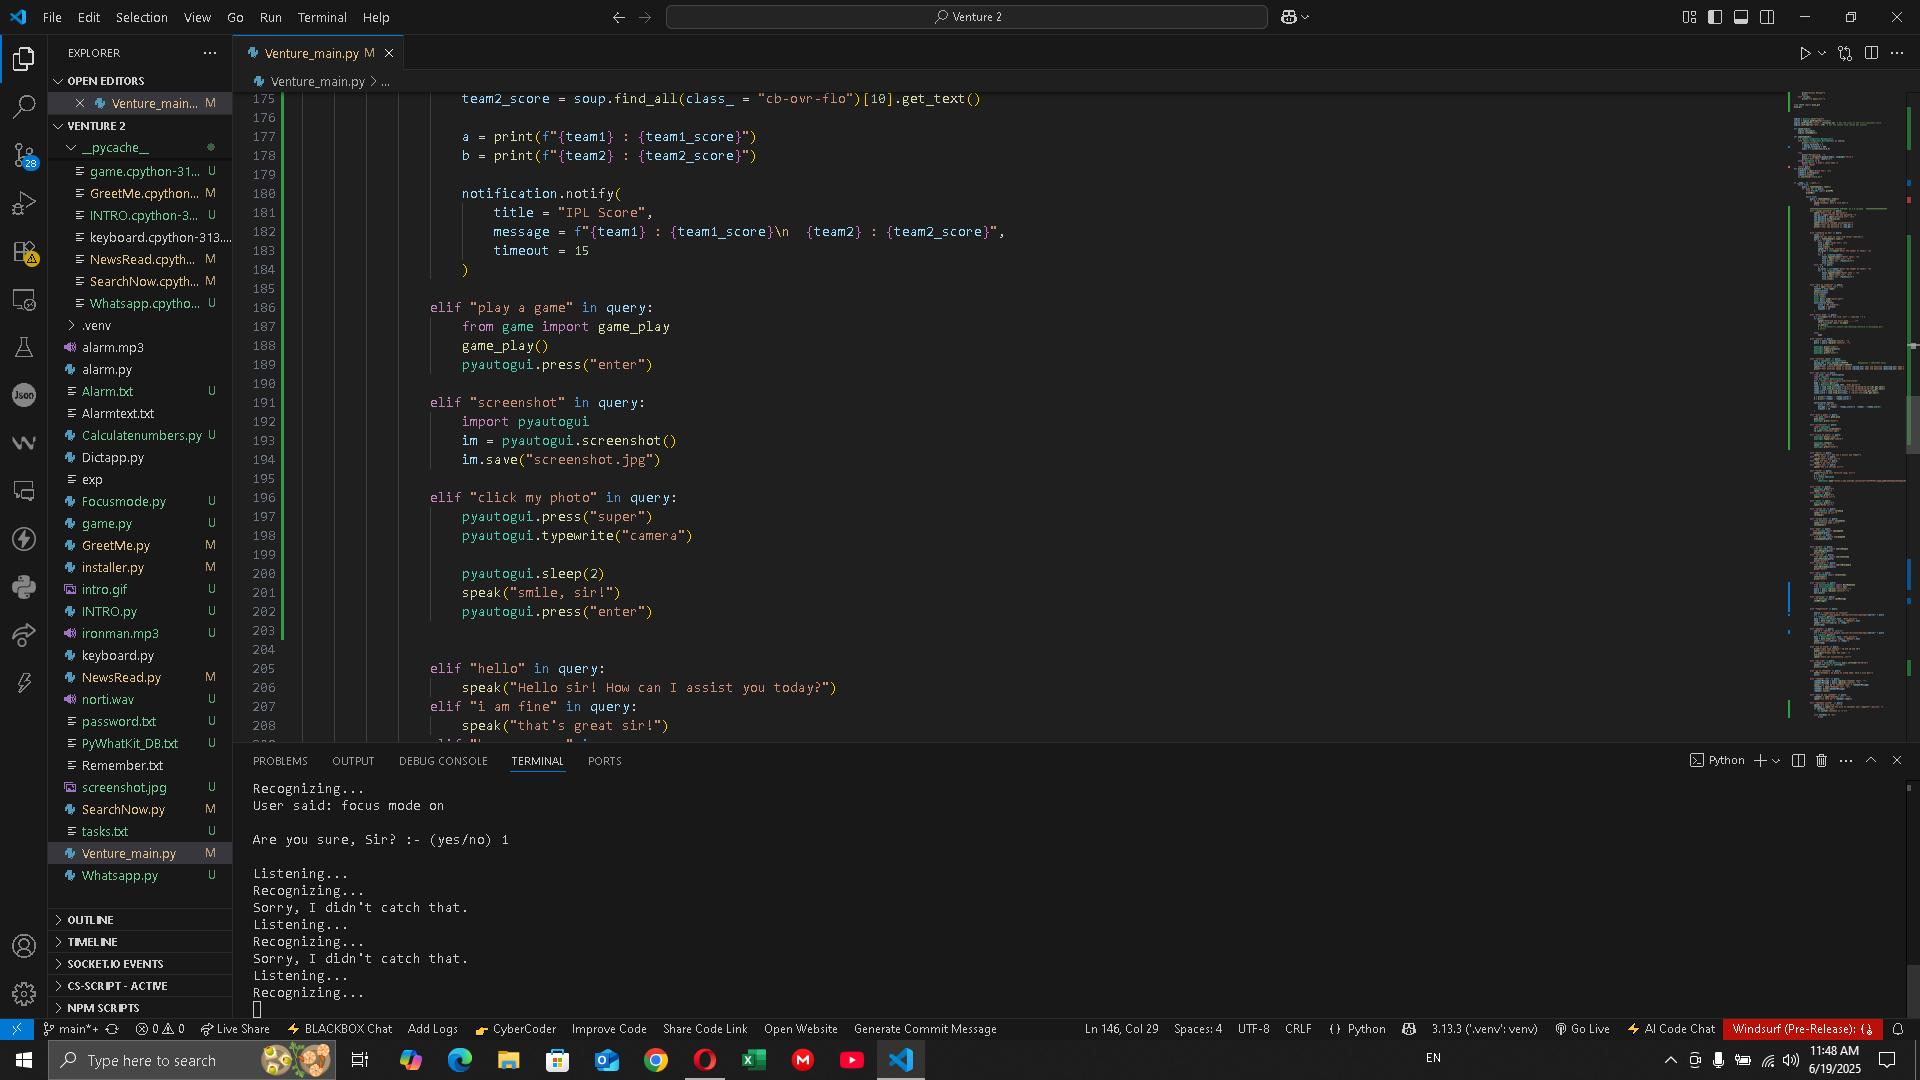 File Edit Selection View Go Run Terminal Help
Venture 2
EXPLORER
OPEN EDITORS
Venture_main... M
VENTURE 2
__pycache__
game.cpython-31... U
GreetMe.cpython... M
INTRO.cpython-3... U
keyboard.cpython-313....
NewsRead.cpyth... M
SearchNow.cpyth... M
Whatsapp.cpytho... U
.venv
alarm.mp3
alarm.py
Alarm.txt U
Alarmtext.txt
Calculatenumbers.py U
Dictapp.py
exp
Focusmode.py U
game.py U
GreetMe.py M
installer.py M
intro.gif U
INTRO.py U
ironman.mp3 U
keyboard.py
NewsRead.py M
norti.wav U
password.txt U
PyWhatKit_DB.txt U
Remember.txt
screenshot.jpg U
SearchNow.py M
tasks.txt U
Venture_main.py M
Whatsapp.py U
OUTLINE
TIMELINE
SOCKET.IO EVENTS
CS-SCRIPT - ACTIVE
NPM SCRIPTS
28
Json
Venture_main.py M
Venture_main.py > ...
175 team2_score = soup.find_all(class_ = "cb-ovr-flo")[10].get_text()
176
177 a = print(f"{team1} : {team1_score}")
178 b = print(f"{team2} : {team2_score}")
179
180 notification.notify(
181 title = "IPL Score",
182 message = f"{team1} : {team1_score}\n  {team2} : {team2_score}",
183 timeout = 15
184 )
185
186 elif "play a game" in query:
187 from game import game_play
188 game_play()
189 pyautogui.press("enter")
190
191 elif "screenshot" in query:
192 import pyautogui
193 im = pyautogui.screenshot()
194 im.save("screenshot.jpg")
195
196 elif "click my photo" in query:
197 pyautogui.press("super")
198 pyautogui.typewrite("camera")
199
200 pyautogui.sleep(2)
201 speak("smile, sir!")
202 pyautogui.press("enter")
203
204
205 elif "hello" in query:
206 speak("Hello sir! How can I assist you today?")
207 elif "i am fine" in query:
208 speak("that's great sir!")
PROBLEMS OUTPUT DEBUG CONSOLE TERMINAL PORTS
Python
Recognizing...
User said: focus mode on
Are you sure, Sir? :- (yes/no) 1
Listening...
Recognizing...
Sorry, I didn't catch that.
Listening...
Recognizing...
Sorry, I didn't catch that.
Listening...
Recognizing...
main*+ 0 0 Live Share BLACKBOX Chat Add Logs CyberCoder Improve Code Share Code Link Open Website Generate Commit Message Ln 146, Col 29 Spaces: 4 UTF-8 CRLF {} Python 3.13.3 ('.venv': venv) Go Live AI Code Chat Windsurf (Pre-Release): {}
Type here to search
EN
11:48 AM
6/19/2025